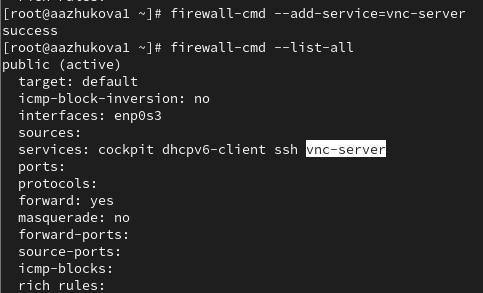 rich rules:
[root@aazhukova1 ~]# firewall-cmd --add-service=vnc-server
success
[root@aazhukova1 ~]# firewall-cmd --list-all
public (active)
  target: default
  icmp-block-inversion: no
  interfaces: enp0s3
  sources:
  services: cockpit dhcpv6-client ssh vnc-server
  ports:
  protocols:
  forward: yes
  masquerade: no
  forward-ports:
  source-ports:
  icmp-blocks:
  rich rules: